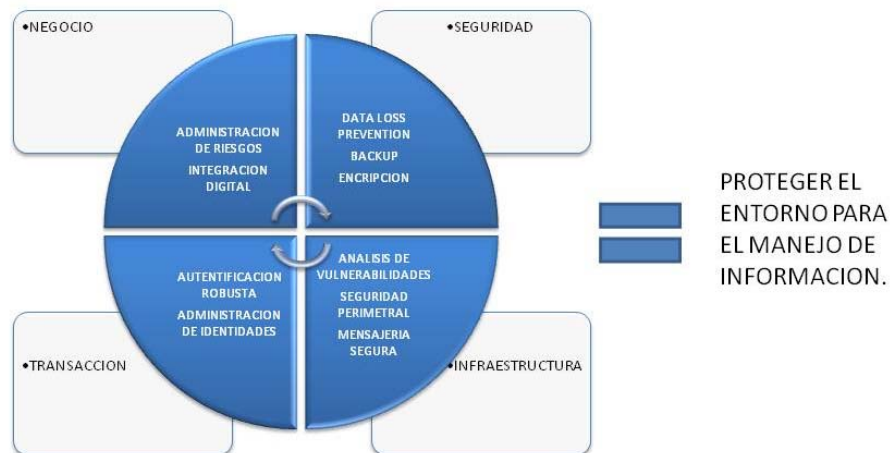 •NEGOCIO
•SEGURIDAD
ADMINISTRACION
DE RIESGOS
INTEGRACION
DIGITAL
DATA LOSS
PREVENTION
BACKUP
ENCRIPCION
AUTENTIFICACION
ROBUSTA
ADMINISTRACION
DE IDENTIDADES
ANALISIS DE
VULNERABILIDADES
SEGURIDAD
PERIMETRAL
MENSAJERIA
SEGURA
•TRANSACCION
•INFRAESTRUCTURA
PROTEGER EL
ENTORNO PARA
EL MANEJO DE
INFORMACION.